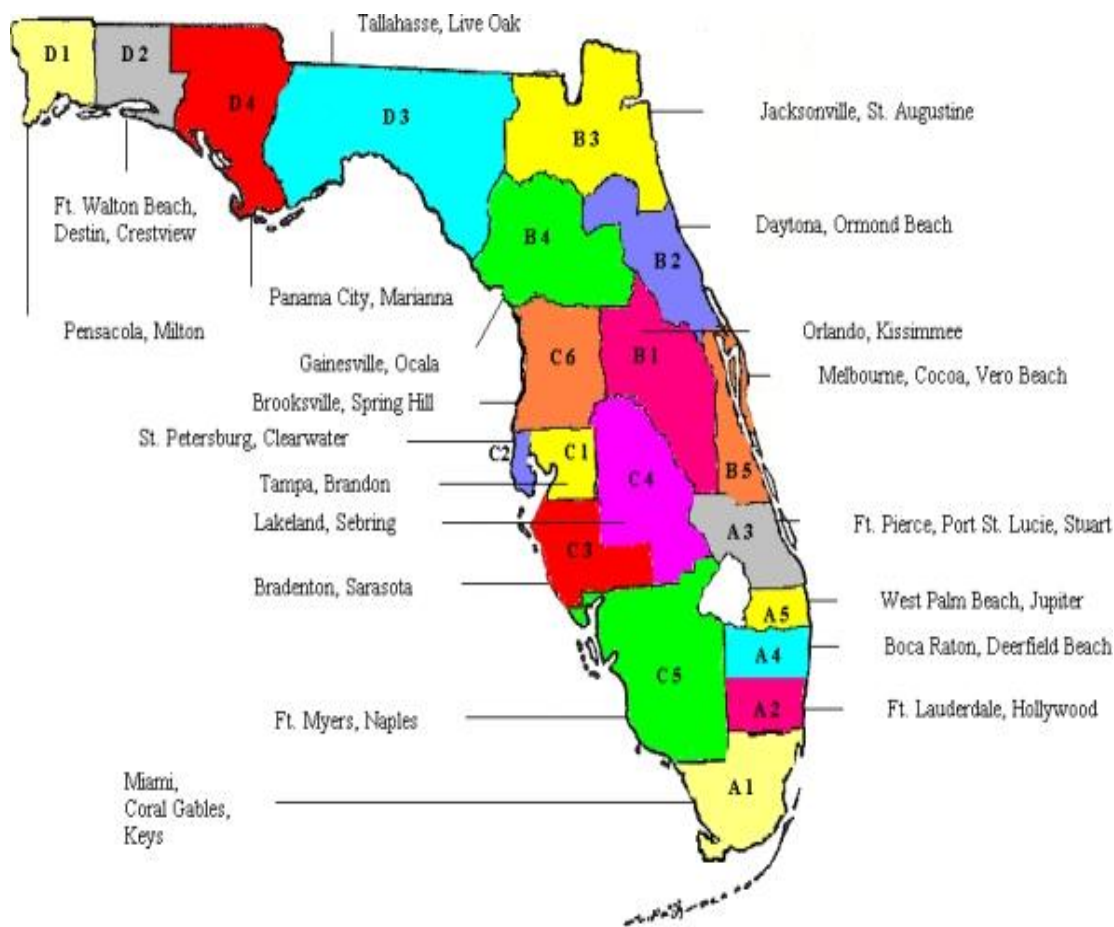 Tallahasse, Live Oak
D 1
D 2
D 4
D 3
B 3
Jacksonville, St. Augustine
Ft. Walton Beach,
Destin, Crestview
B 4
B 2
Daytona, Ormond Beach
Panama City, Marianna
Pensacola, Milton
Orlando, Kissimmee
Gainesville, Ocala
C 6
B 1
Melbourne, Cocoa, Vero Beach
Brooksville, Spring Hill
St. Petersburg, Clearwater
C2
C 1
B 5
Tampa, Brandon
C 4
Lakeland, Sebring
A 3
Ft. Pierce, Port St. Lucie, Stuart
C 3
Bradenton, Sarasota
West Palm Beach, Jupiter
A 5
Boca Raton, Deerfield Beach
A 4
C 5
Ft. Myers, Naples
A 2
Ft. Lauderdale, Hollywood
Miami,
Coral Gables,
Keys
A 1